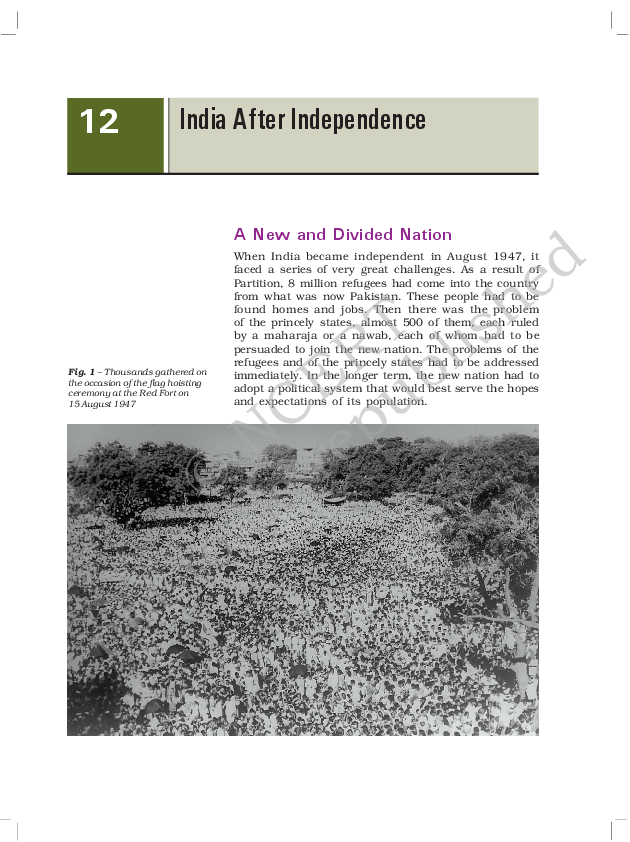 12
India After Independence
A New and Divided Nation
When India became independent in August 1947, it
faced a series of very great challenges. As a result of
Partition, 8 million refugees had come into the country
from what was now Pakistan. These people had to be
found homes and jobs. Then there was the problem
of the princely states, almost 500 of them, each ruled
by a maharaja or a nawab, each of whom had to be
persuaded to join the new nation. The problems of the
refugees and of the princely states had to be addressed
immediately. In the longer term, the new nation had to
adopt a political system that would best serve the hopes
and expectations of its population.
Fig. 1 – Thousands gathered on
the occasion of the flag hoisting
ceremony at the Red Fort on
15 August 1947
© NCERT
republished